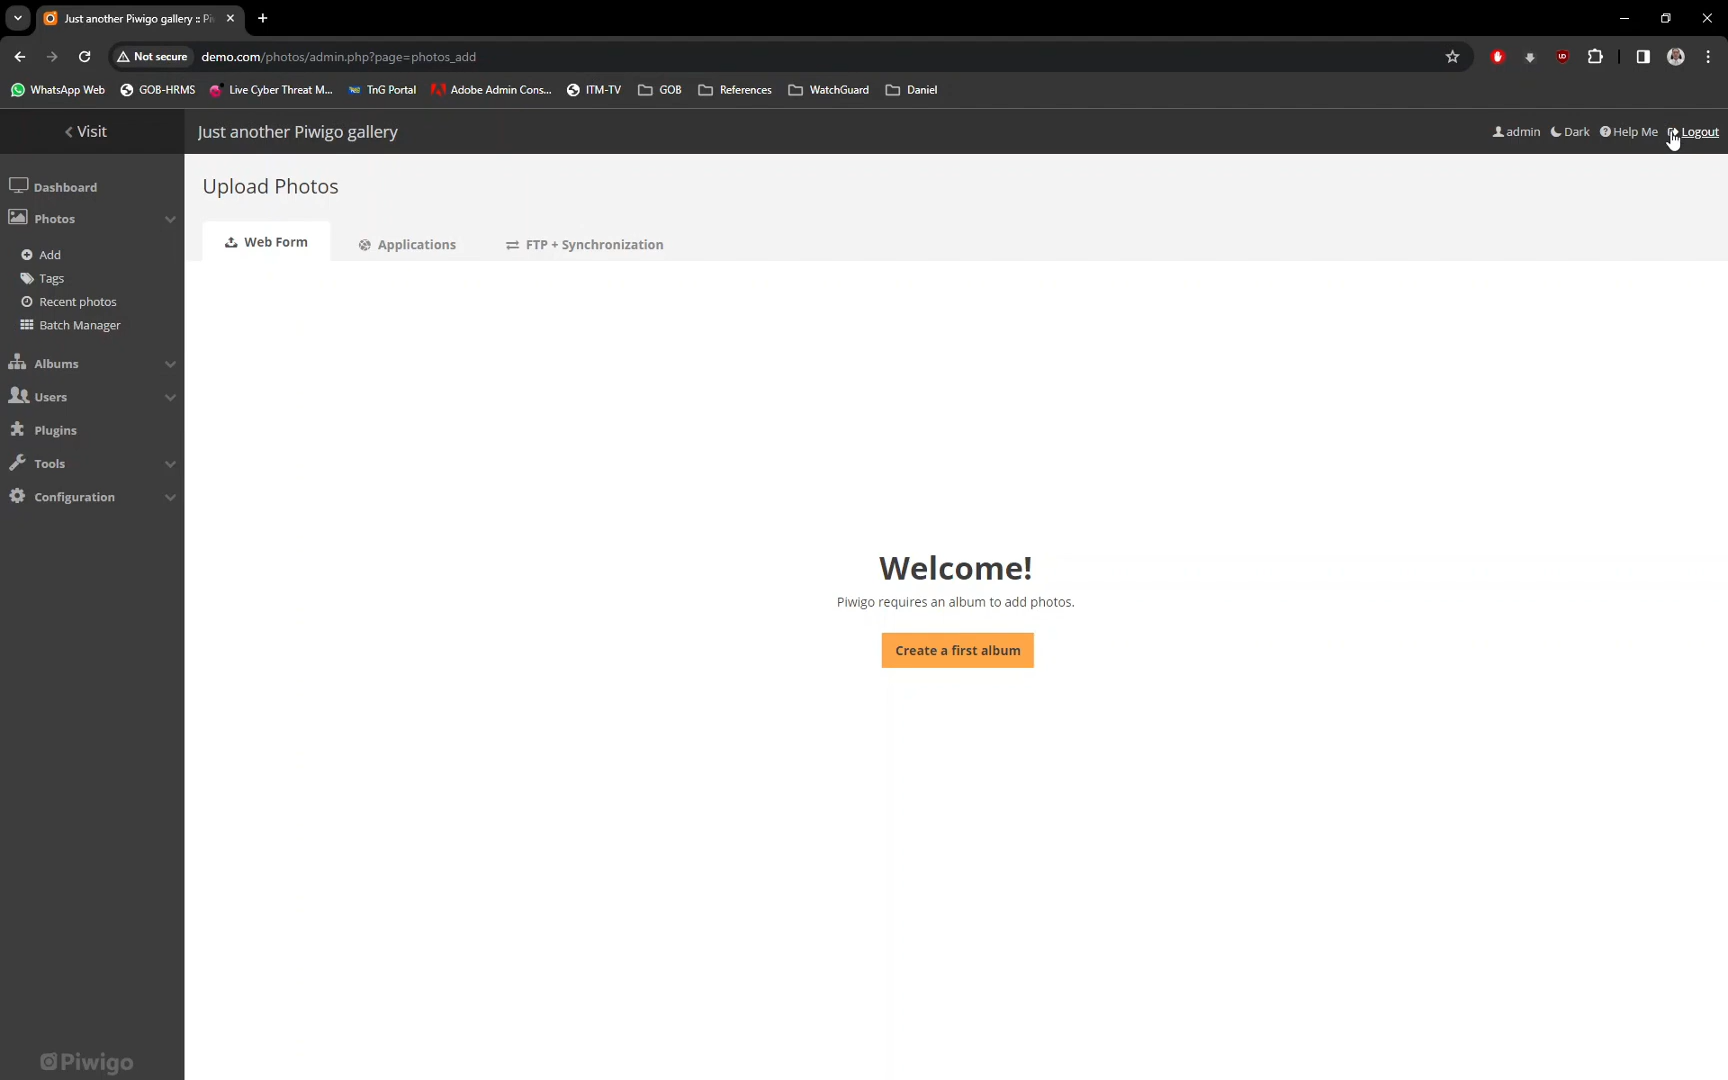 Just another Piwigo gallery :: Pi
Not secure
demo.com/photos/admin.php?page=photos_add
WhatsApp Web
GOB-HRMS
Live Cyber Threat M...
TnG Portal
Adobe Admin Cons...
ITM-TV
GOB
References
WatchGuard
Daniel
Visit
Just another Piwigo gallery
admin
Dark
Help Me
Logout
Dashboard
Photos
Add
Tags
Recent photos
Batch Manager
Albums
Users
Plugins
Tools
Configuration
Upload Photos
Web Form
Applications
FTP + Synchronization
Welcome!
Piwigo requires an album to add photos.
Create a first album
Piwigo